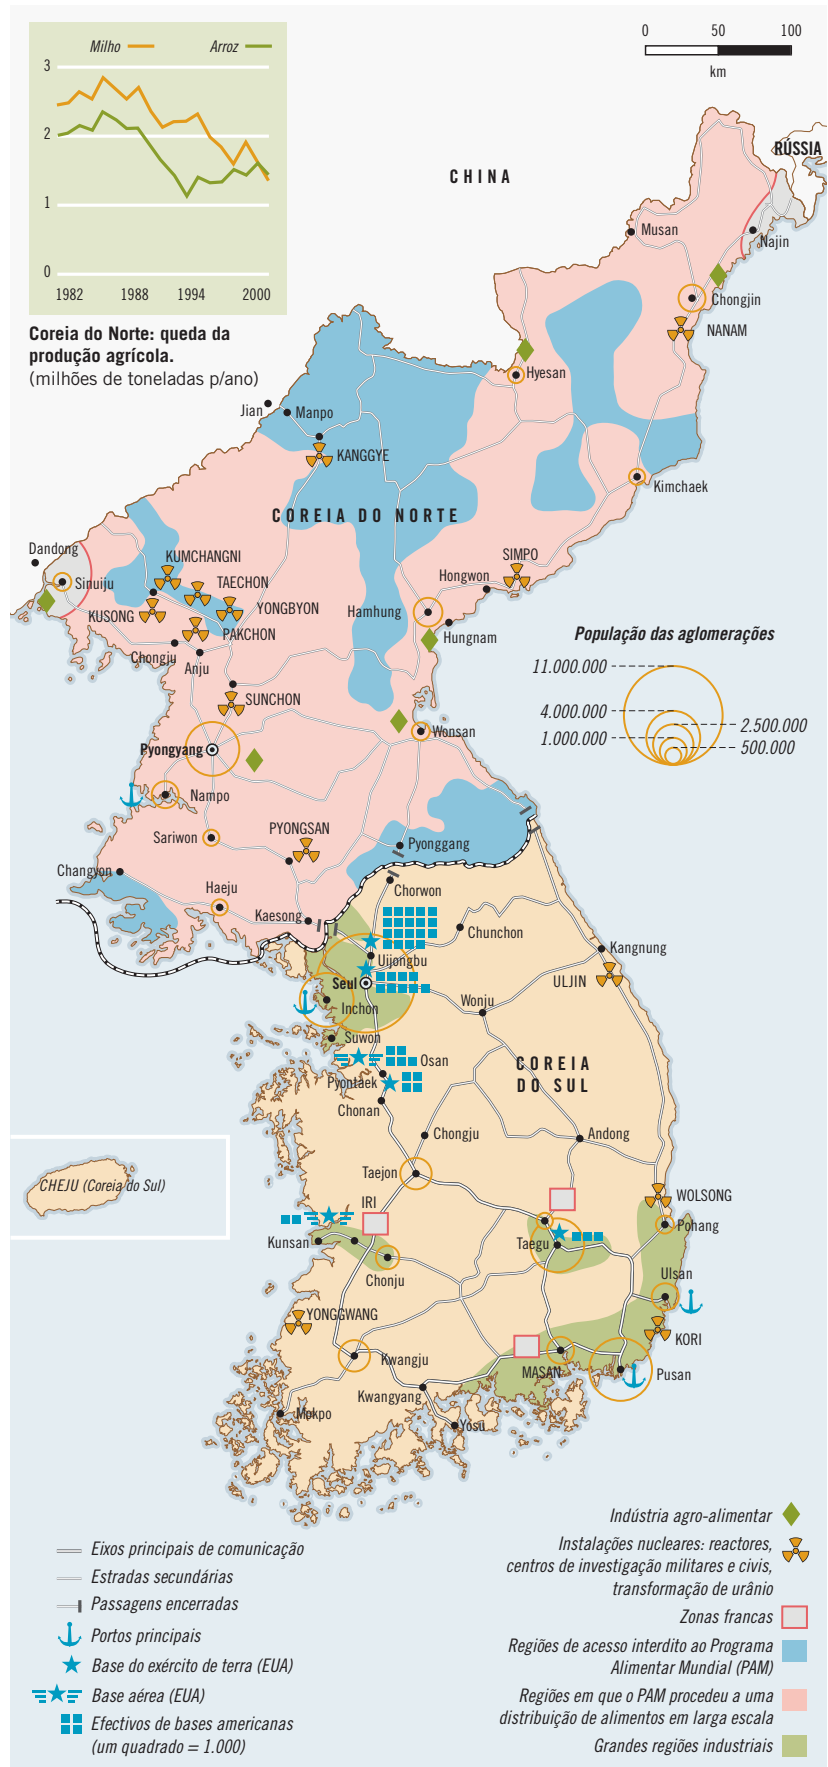 Milho
Arroz
3
2
1
0
1982
1988
1994
2000
Coreia do Norte: queda da
produção agrícola.
(milhões de toneladas p/ano)
0
50
100
km
CHINA
RÚSSIA
Musan
Najin
Chongjin
NANAM
Hyesan
Jian
Manpo
KANGGYE
Kimchaek
COREIA DO NORTE
Dandong
Sinuiju
KUMCHANGNI
TAECHON
KUSONG
YONGBYON
PAKCHON
Chongju
Anju
SIMPO
Hongwon
Hamhung
Hungnam
População das aglomerações
11.000.000
4.000.000
2.500.000
1.000.000
500.000
SUNCHON
Pyongyang
Wonsan
Nampo
Sariwon
PYONGSAN
Pyonggang
Changyon
Haeju
Kaesong
Chorwon
Chunchon
Kangnung
Uijongbu
ULJIN
Seul
Inchon
Wonju
Suwon
Osan
COREIA
DO SUL
Pyontaek
Chonan
Chongju
Andong
CHEJU (Coreia do Sul)
Taejon
IRI
WOLSONG
Pohang
Kunsan
Taegu
Chonju
Ulsan
YONGGWANG
KORI
Kwangju
MASAN
Pusan
Kwangyang
Mokpo
Yosu
Eixos principais de comunicação
Estradas secundárias
Passagens encerradas
Portos principais
Base do exército de terra (EUA)
Base aérea (EUA)
Efectivos de bases americanas
(um quadrado = 1.000)
Indústria agro-alimentar
Instalações nucleares: reactores,
centros de investigação militares e civis,
transformação de urânio
Zonas francas
Regiões de acesso interdito ao Programa
Alimentar Mundial (PAM)
Regiões em que o PAM procedeu a uma
distribuição de alimentos em larga escala
Grandes regiões industriais